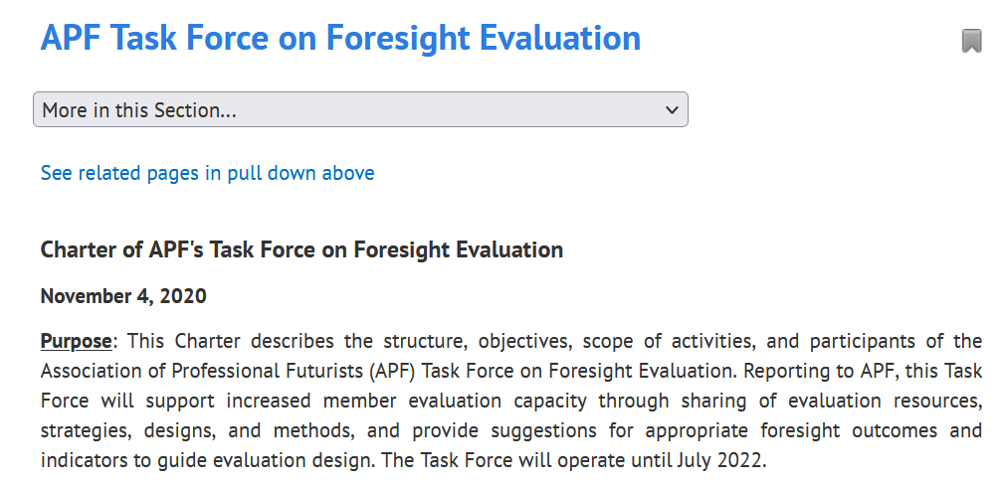 APF Task Force on Foresight Evaluation
More in this Section...
See related pages in pull down above
Charter of APF's Task Force on Foresight Evaluation
November 4, 2020
Purpose: This Charter describes the structure, objectives, scope of activities, and participants of the
Association of Professional Futurists (APF) Task Force on Foresight Evaluation. Reporting to APF, this Task
Force will support increased member evaluation capacity through sharing of evaluation resources,
strategies, designs, and methods, and provide suggestions for appropriate foresight outcomes and
indicators to guide evaluation design. The Task Force will operate until July 2022.